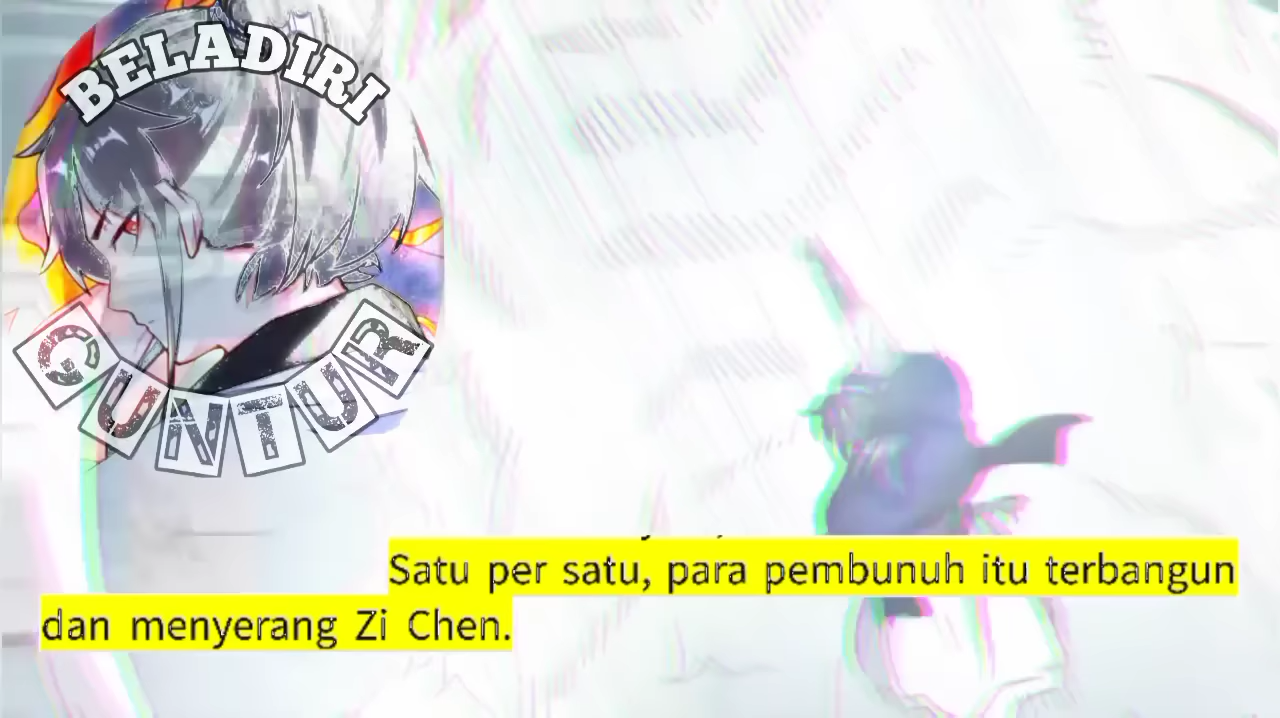 BELADIRI
GUNTUR
Satu per satu, para pembunuh itu terbangun
dan menyerang Zi Chen.